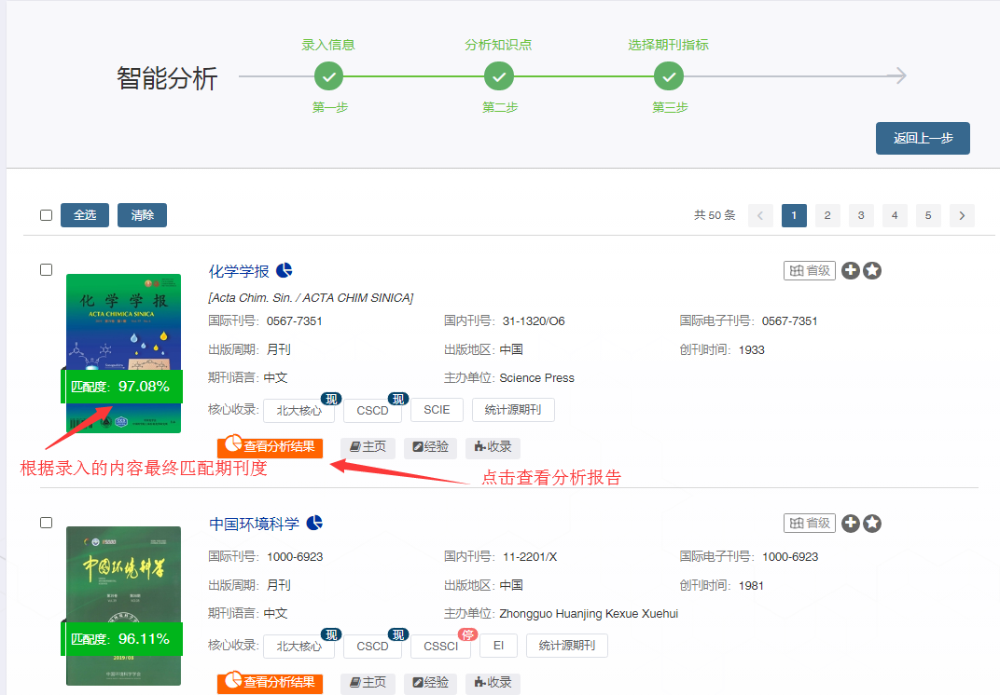 录入信息 分析知识点 选择期刊指标
智能分析
第一步 第二步 第三步
返回上一步
全选 清除 共 50 条 1 2 3 4 5
化学学报 省级
[Acta Chim. Sin. / ACTA CHIM SINICA]
国际刊号: 0567-7351 国内刊号: 31-1320/O6 国际电子刊号: 0567-7351
出版周期: 月刊 出版地区: 中国 创刊时间: 1933
期刊语言: 中文 主办单位: Science Press
核心收录: 北大核心 现 CSCD 现 SCIE 统计源期刊
查看分析结果 主页 经验 收录
化学学报
ACTA CHIMICA SINICA
匹配度: 97.08%
根据录入的内容最终匹配期刊度
点击查看分析报告
中国环境科学 省级
国际刊号: 1000-6923 国内刊号: 11-2201/X 国际电子刊号: 1000-6923
出版周期: 月刊 出版地区: 中国 创刊时间: 1981
期刊语言: 中文 主办单位: Zhongguo Huanjing Kexue Xuehui
核心收录: 北大核心 现 CSCD 现 CSSCI 停 EI 统计源期刊
查看分析结果 主页 经验 收录
中国环境科学
匹配度: 96.11%
2019/08
中国环境科学学会